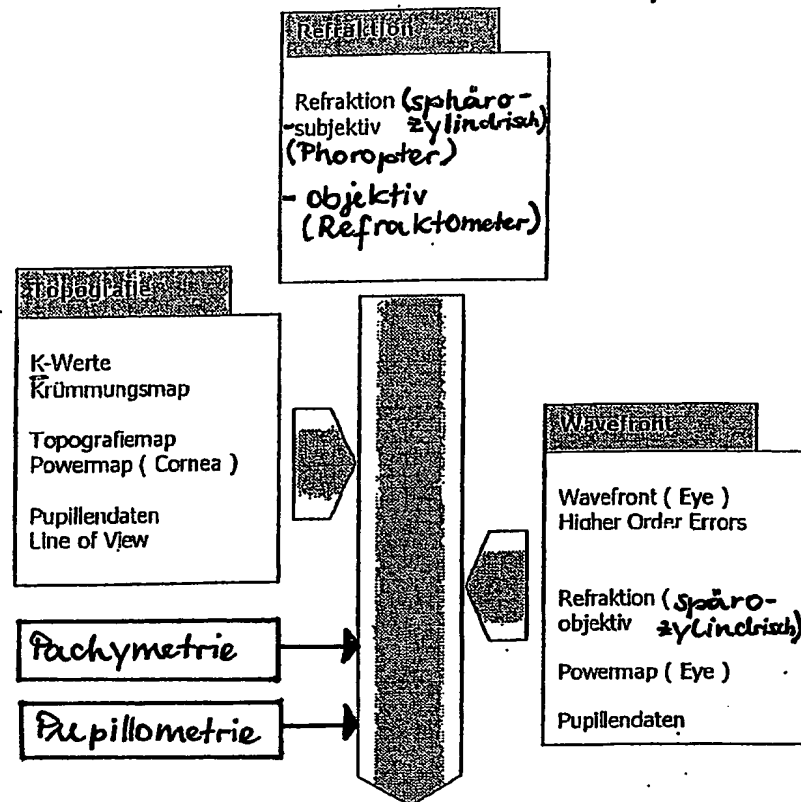 Refraktion
Refraktion (sphäro-
-subjektiv zylindrisch)
(Phoropter)
- objektiv
(Refraktometer)
Topografie
K-Werte
Krümmungsmap
Topografiemap
Powermap ( Cornea )
Pupillendaten
Line of View
Wavefront
Wavefront ( Eye )
Higher Order Errors
Refraktion (späro-
objektiv zylindrisch)
Powermap ( Eye )
Pupillendaten
Pachymetrie
Pupillometrie